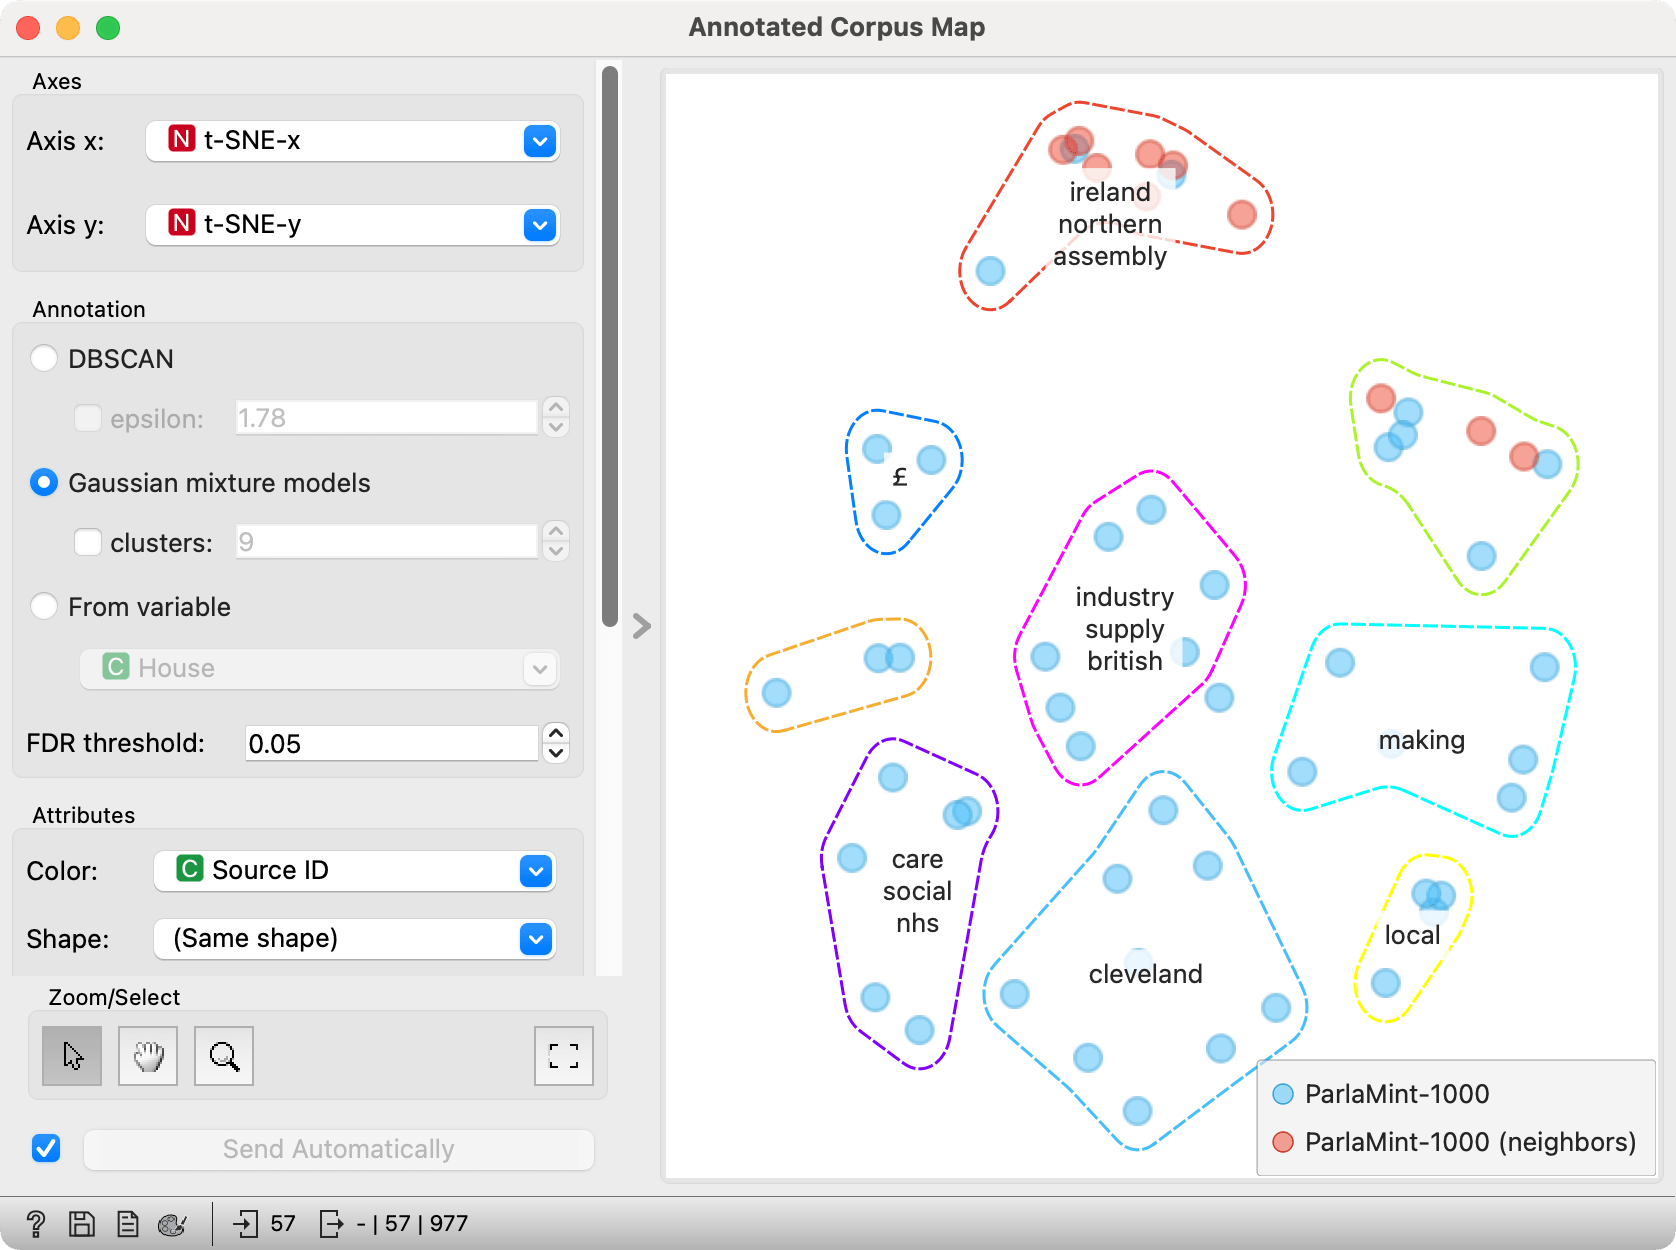 Annotated Corpus Map
Axes
Axis x:
N t-SNE-x
Axis y:
N t-SNE-y
Annotation
DBSCAN
epsilon:
1.78
Gaussian mixture models
clusters:
9
From variable
C House
FDR threshold:
0.05
Attributes
Color:
C Source ID
Shape:
(Same shape)
Zoom/Select
Send Automatically
? 57 - | 57 | 977
ireland
northern
assembly
£
industry
supply
british
making
care
social
nhs
cleveland
local
ParlaMint-1000
ParlaMint-1000 (neighbors)